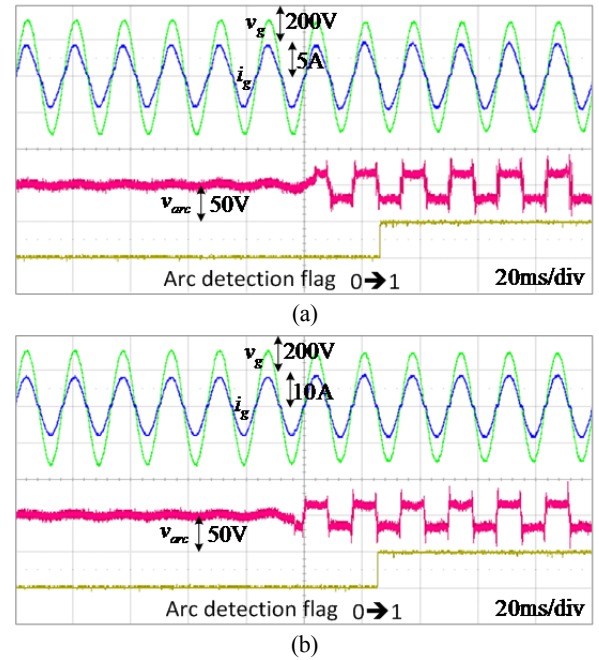 v_g 200V
5A
i_g
v_arc 50V
Arc detection flag 0➔1 20ms/div
(a)
v_g 200V
10A
i_g
v_arc 50V
Arc detection flag 0➔1 20ms/div
(b)